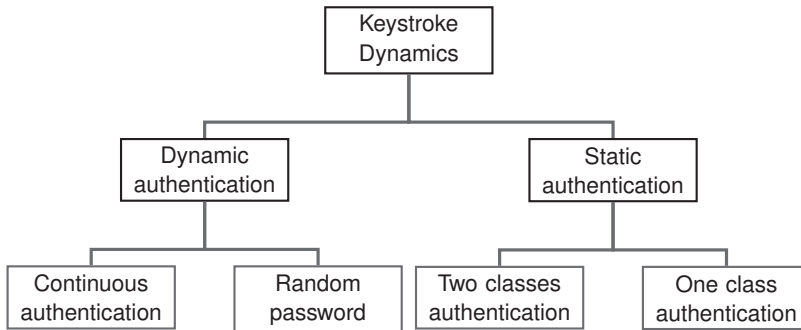 Keystroke
Dynamics
Dynamic
authentication
Static
authentication
Continuous
authentication
Random
password
Two classes
authentication
One class
authentication